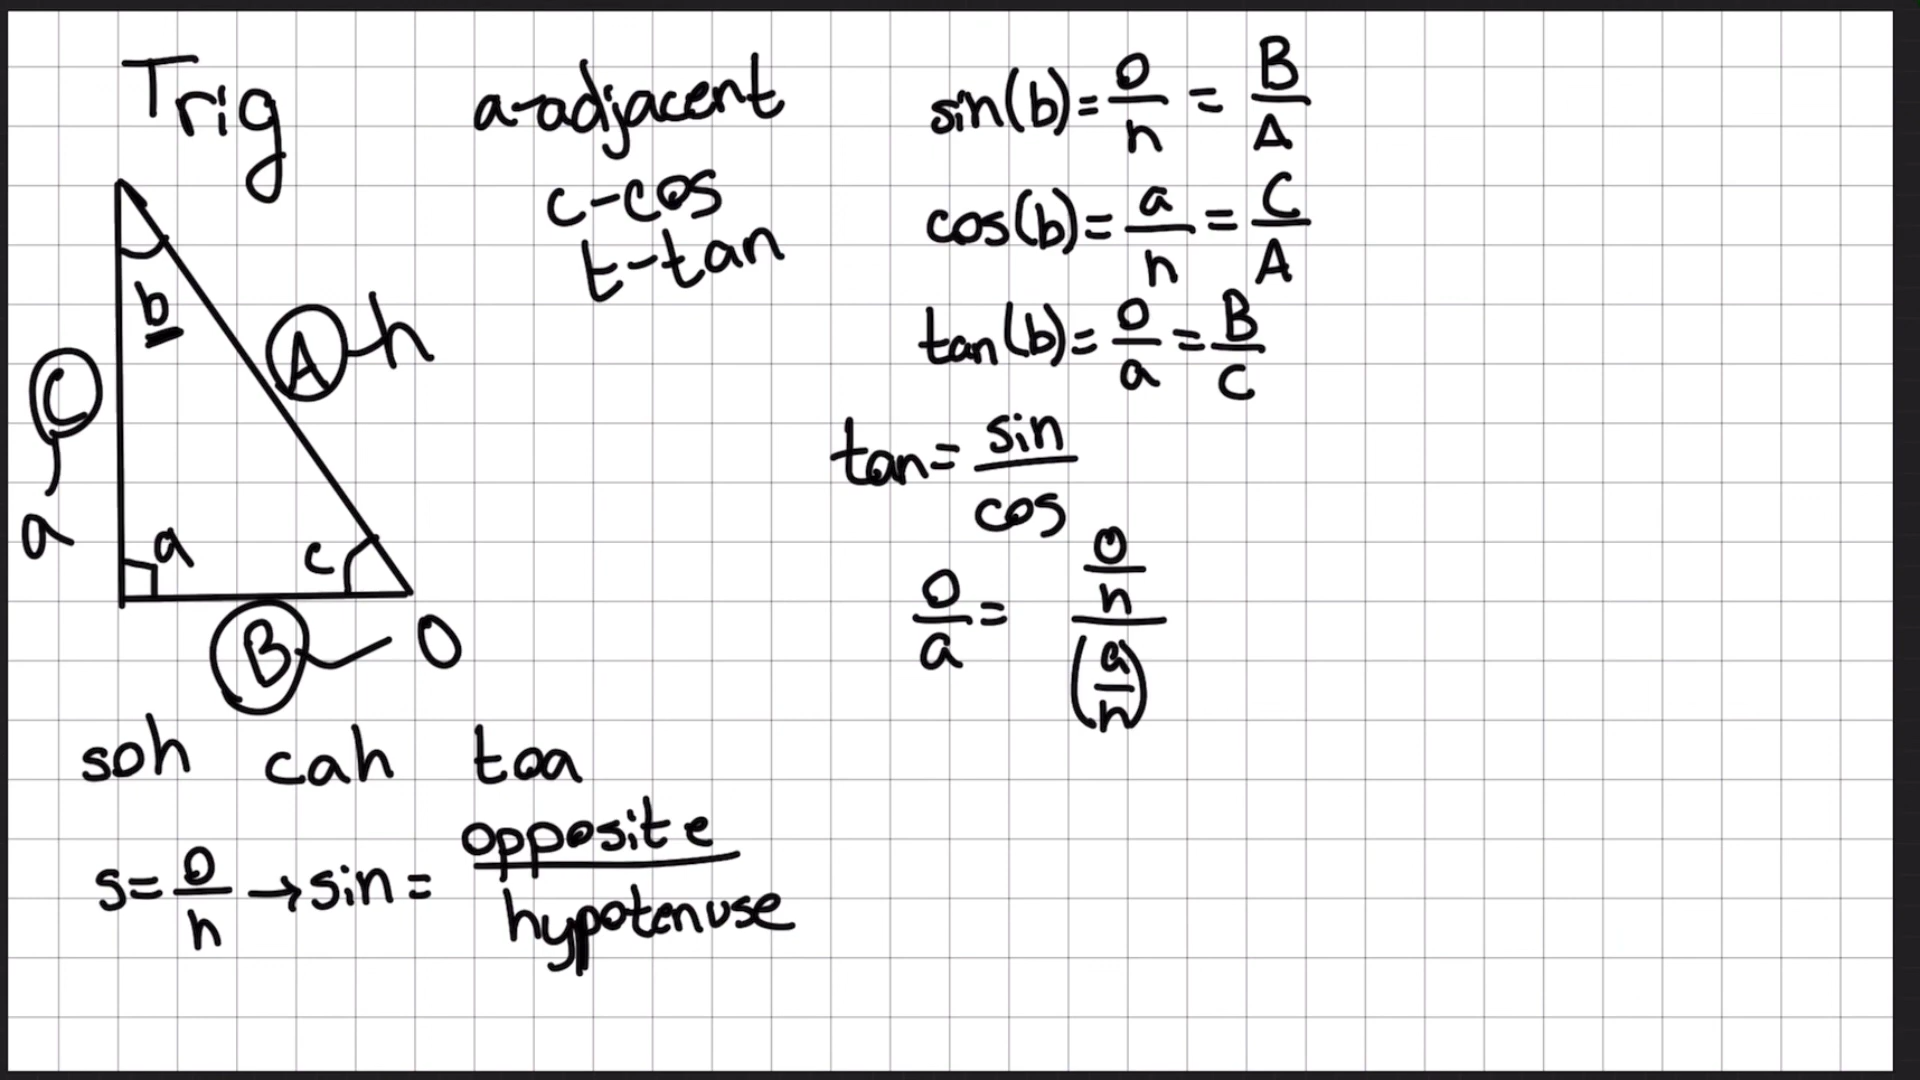 Trig
a-adjacent
c-cos
t-tan
b
A-h
C
a
a
c
B-O
soh cah toa
s=o/h→sin=opposite/hypotenuse
sin(b)=o/h=B/A
cos(b)=a/h=C/A
tan(b)=o/a=B/C
tan=sin/cos
o/a=(o/h)/(a/h)